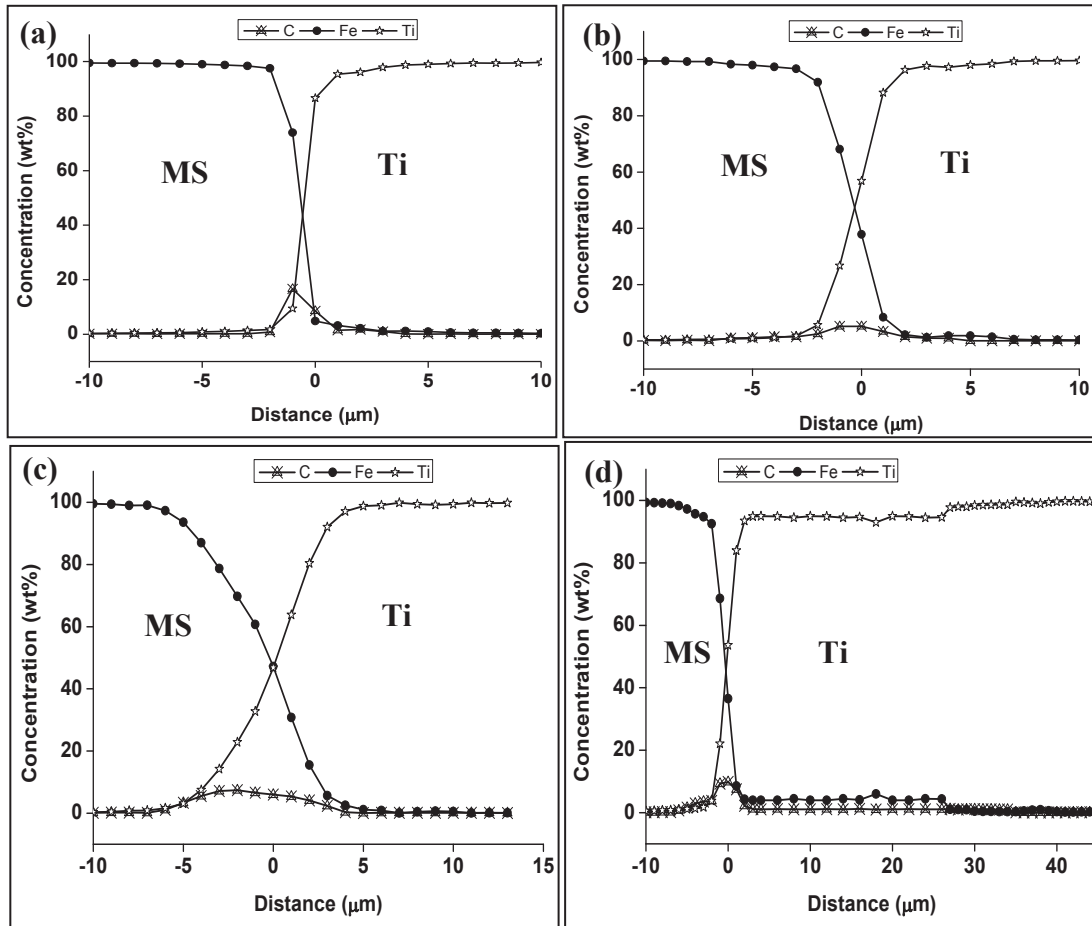 (a)
C Fe Ti
Concentration (wt%)
100
80
60
40
20
0
MS Ti
-10 -5 0 5 10
Distance (µm)
(b)
C Fe Ti
Concentration (wt%)
100
80
60
40
20
0
MS Ti
-10 -5 0 5 10
Distance (µm)
(c)
C Fe Ti
Concentration (wt%)
100
80
60
40
20
0
MS Ti
-10 -5 0 5 10 15
Distance (µm)
(d)
C Fe Ti
Concentration (wt%)
100
80
60
40
20
0
MS Ti
-10 0 10 20 30 40
Distance (µm)